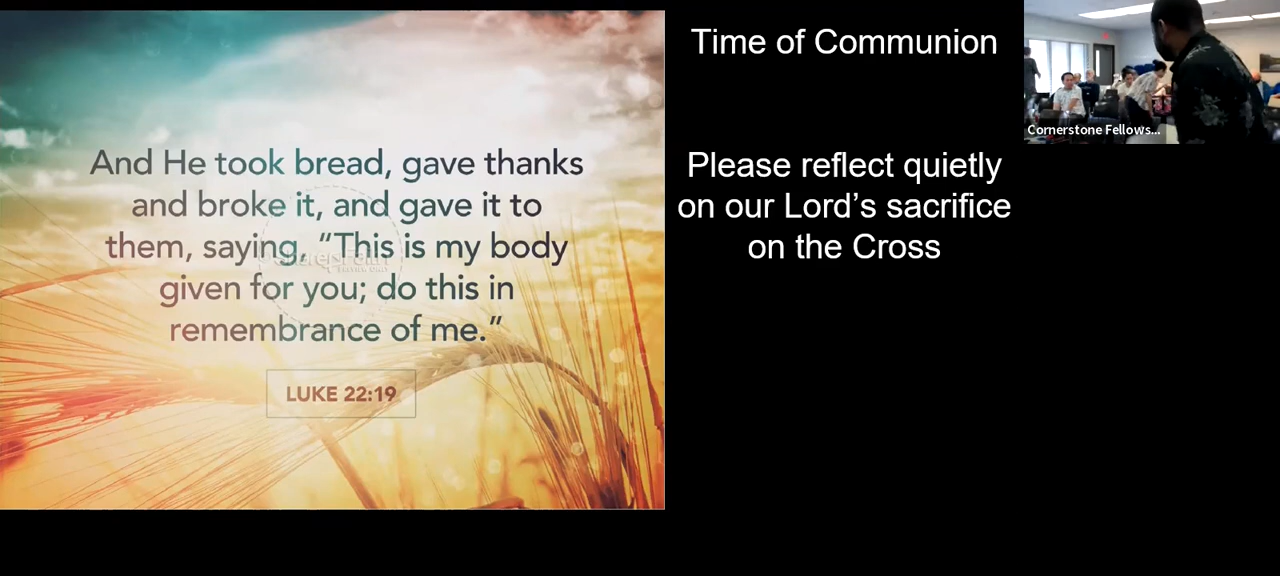 And He took bread, gave thanks
and broke it, and gave it to
them, saying, “This is my body
given for you; do this in
remembrance of me.”
LUKE 22:19
Time of Communion
Please reflect quietly
on our Lord’s sacrifice
on the Cross
Cornerstone Fellows...